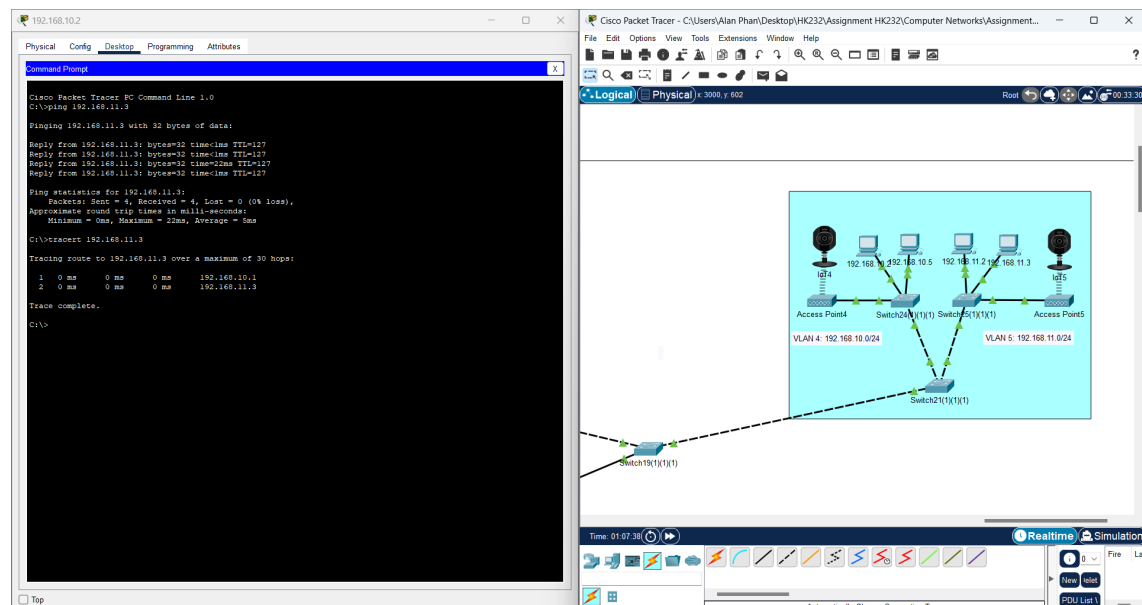 192.168.10.2
Physical Config Desktop Programming Attributes
Command Prompt
X
Cisco Packet Tracer PC Command Line 1.0
C:\>ping 192.168.11.3
Pinging 192.168.11.3 with 32 bytes of data:
Reply from 192.168.11.3: bytes=32 time<1ms TTL=127
Reply from 192.168.11.3: bytes=32 time<1ms TTL=127
Reply from 192.168.11.3: bytes=32 time=22ms TTL=127
Reply from 192.168.11.3: bytes=32 time<1ms TTL=127
Ping statistics for 192.168.11.3:
Packets: Sent = 4, Received = 4, Lost = 0 (0% loss),
Approximate round trip times in milli-seconds:
Minimum = 0ms, Maximum = 22ms, Average = 5ms
C:\>tracert 192.168.11.3
Tracing route to 192.168.11.3 over a maximum of 30 hops:
1 0 ms 0 ms 0 ms 192.168.10.1
2 0 ms 0 ms 0 ms 192.168.11.3
Trace complete.
C:\>
Top
Cisco Packet Tracer - C:\Users\Alan Phan\Desktop\HK232\Assignment HK232\Computer Networks\Assignment...
File Edit Options View Tools Extensions Window Help
?
Logical Physical x: 3000, y: 602
Root
00:33:30
192.168.10.2
192.168.10.5
192.168.11.2
192.168.11.3
IoT4
IoT5
Access Point4
Switch24(1)(1)(1)
Switch25(1)(1)(1)
Access Point5
VLAN 4: 192.168.10.0/24
VLAN 5: 192.168.11.0/24
Switch21(1)(1)(1)
Switch19(1)(1)(1)
Time: 01:07:38
Realtime
Simulation
0
Fire
La
New
PDU List